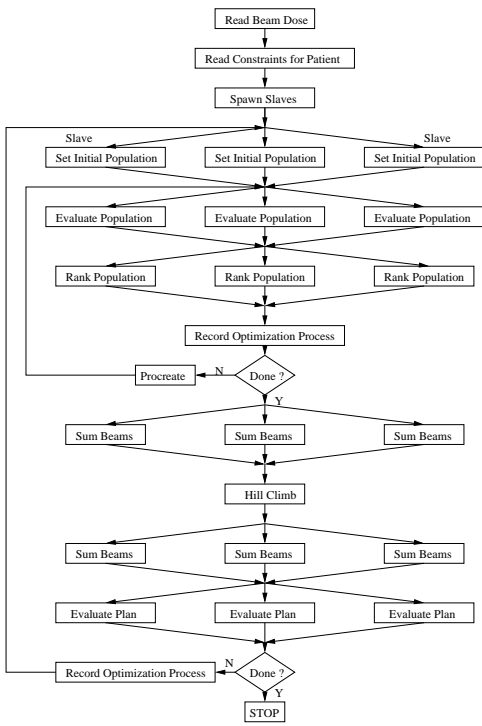 Read Beam Dose
Read Constraints for Patient
Spawn Slaves
Slave
Slave
Set Initial Population
Set Initial Population
Set Initial Population
Evaluate Population
Evaluate Population
Evaluate Population
Rank Population
Rank Population
Rank Population
Record Optimization Process
Procreate
N
Done ?
Y
Sum Beams
Sum Beams
Sum Beams
Hill Climb
Sum Beams
Sum Beams
Sum Beams
Evaluate Plan
Evaluate Plan
Evaluate Plan
Record Optimization Process
N
Done ?
Y
STOP